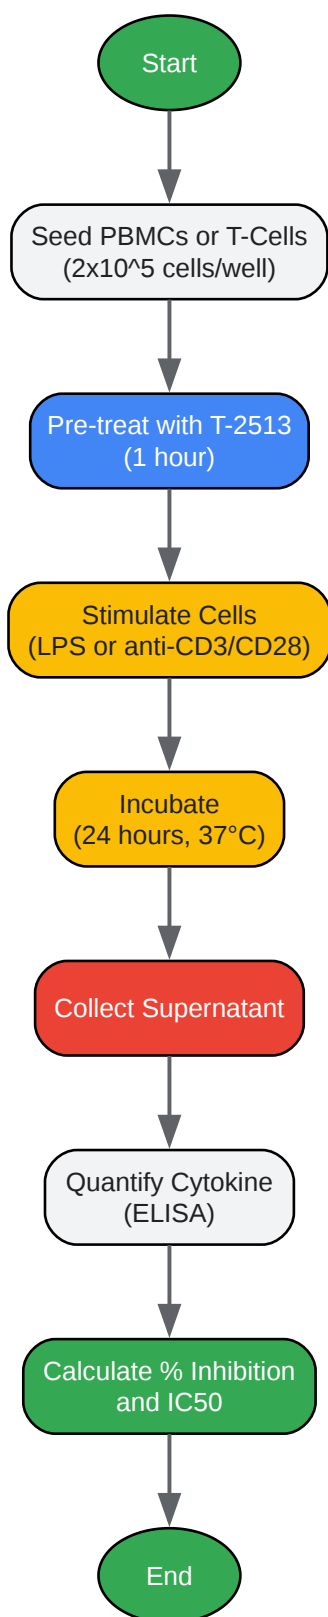 Start
Seed PBMCs or T-Cells
(2x10^5 cells/well)
Pre-treat with T-2513
(1 hour)
Stimulate Cells
(LPS or anti-CD3/CD28)
Incubate
(24 hours, 37°C)
Collect Supernatant
Quantify Cytokine
(ELISA)
Calculate % Inhibition
and IC50
End